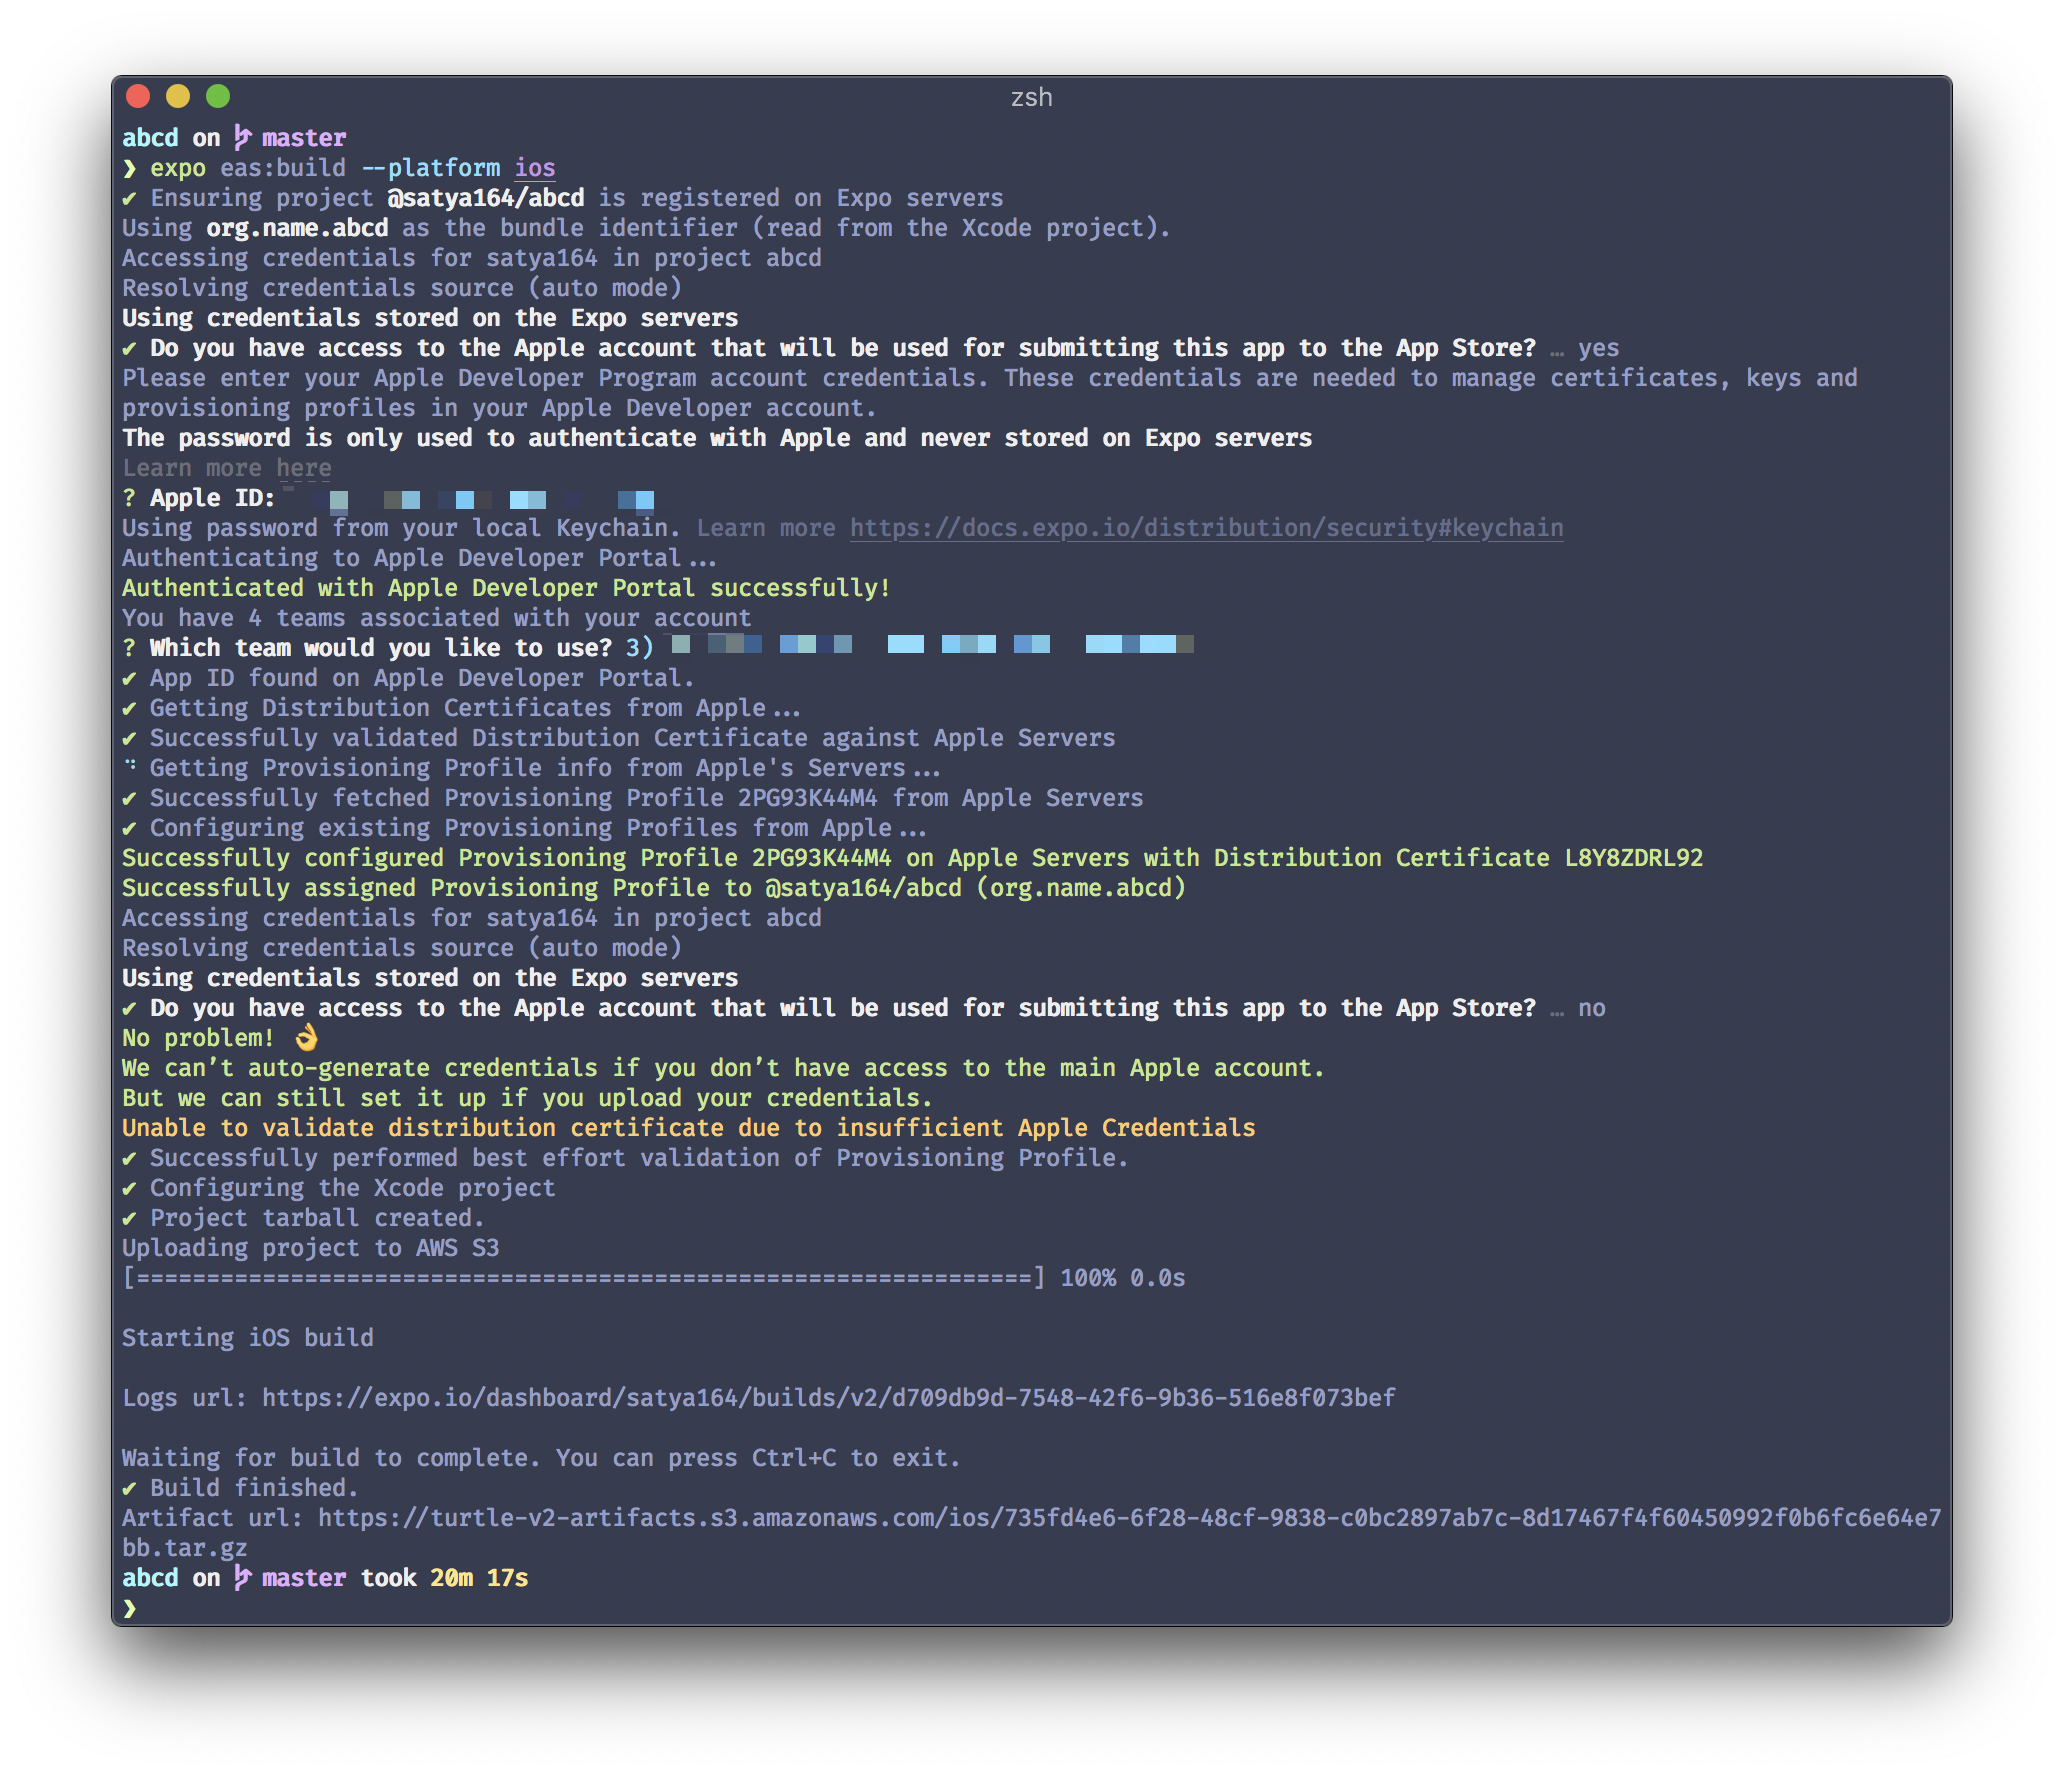 zsh
abcd on master
❯ expo eas:build --platform ios
✔ Ensuring project @satya164/abcd is registered on Expo servers
Using org.name.abcd as the bundle identifier (read from the Xcode project).
Accessing credentials for satya164 in project abcd
Resolving credentials source (auto mode)
Using credentials stored on the Expo servers
✔ Do you have access to the Apple account that will be used for submitting this app to the App Store? … yes
Please enter your Apple Developer Program account credentials. These credentials are needed to manage certificates, keys and
provisioning profiles in your Apple Developer account.
The password is only used to authenticate with Apple and never stored on Expo servers
Learn more here
? Apple ID:
Using password from your local Keychain. Learn more https://docs.expo.io/distribution/security#keychain
Authenticating to Apple Developer Portal...
Authenticated with Apple Developer Portal successfully!
You have 4 teams associated with your account
? Which team would you like to use? 3)
✔ App ID found on Apple Developer Portal.
✔ Getting Distribution Certificates from Apple...
✔ Successfully validated Distribution Certificate against Apple Servers
⠙ Getting Provisioning Profile info from Apple's Servers...
✔ Successfully fetched Provisioning Profile 2PG93K44M4 from Apple Servers
✔ Configuring existing Provisioning Profiles from Apple...
Successfully configured Provisioning Profile 2PG93K44M4 on Apple Servers with Distribution Certificate L8Y8ZDRL92
Successfully assigned Provisioning Profile to @satya164/abcd (org.name.abcd)
Accessing credentials for satya164 in project abcd
Resolving credentials source (auto mode)
Using credentials stored on the Expo servers
✔ Do you have access to the Apple account that will be used for submitting this app to the App Store? … no
No problem! 👌
We can’t auto-generate credentials if you don’t have access to the main Apple account.
But we can still set it up if you upload your credentials.
Unable to validate distribution certificate due to insufficient Apple Credentials
✔ Successfully performed best effort validation of Provisioning Profile.
✔ Configuring the Xcode project
✔ Project tarball created.
Uploading project to AWS S3
[================================================================] 100% 0.0s
Starting iOS build
Logs url: https://expo.io/dashboard/satya164/builds/v2/d709db9d-7548-42f6-9b36-516e8f073bef
Waiting for build to complete. You can press Ctrl+C to exit.
✔ Build finished.
Artifact url: https://turtle-v2-artifacts.s3.amazonaws.com/ios/735fd4e6-6f28-48cf-9838-c0bc2897ab7c-8d17467f4f60450992f0b6fc6e64e7
bb.tar.gz
abcd on master took 20m 17s
❯